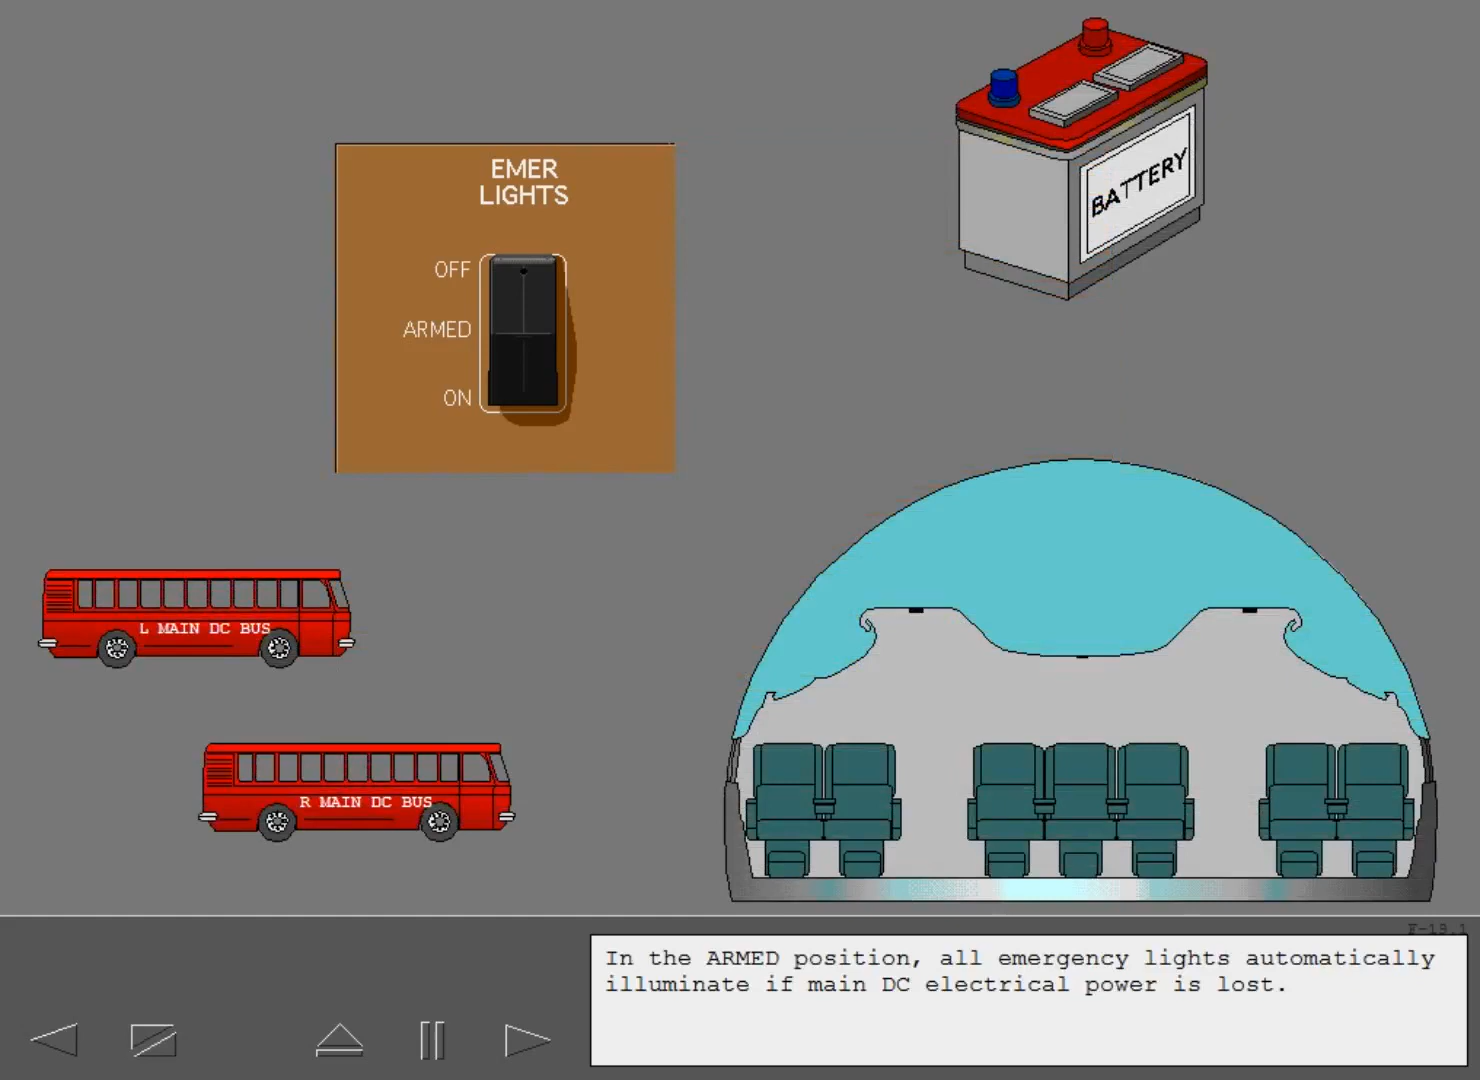 EMER
LIGHTS
OFF
ARMED
ON
BATTERY
L MAIN DC BUS
R MAIN DC BUS
In the ARMED position, all emergency lights automatically
illuminate if main DC electrical power is lost.